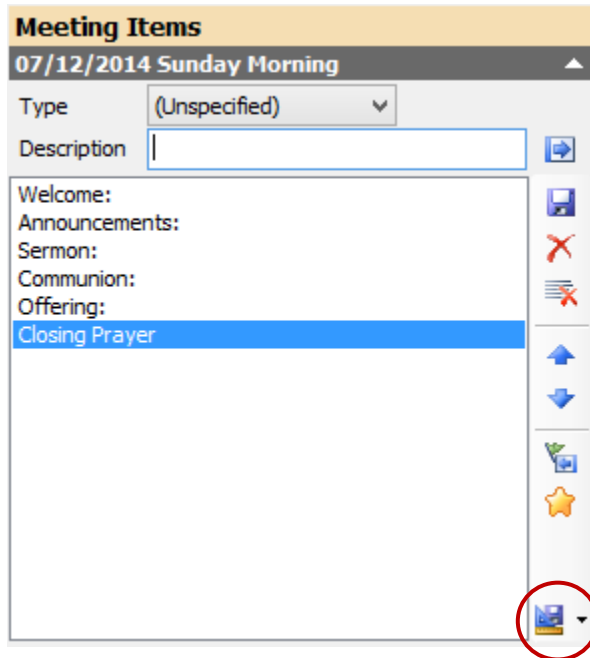 Meeting Items
07/12/2014 Sunday Morning
Type (Unspecified)
Description
Welcome:
Announcements:
Sermon:
Communion:
Offering:
Closing Prayer